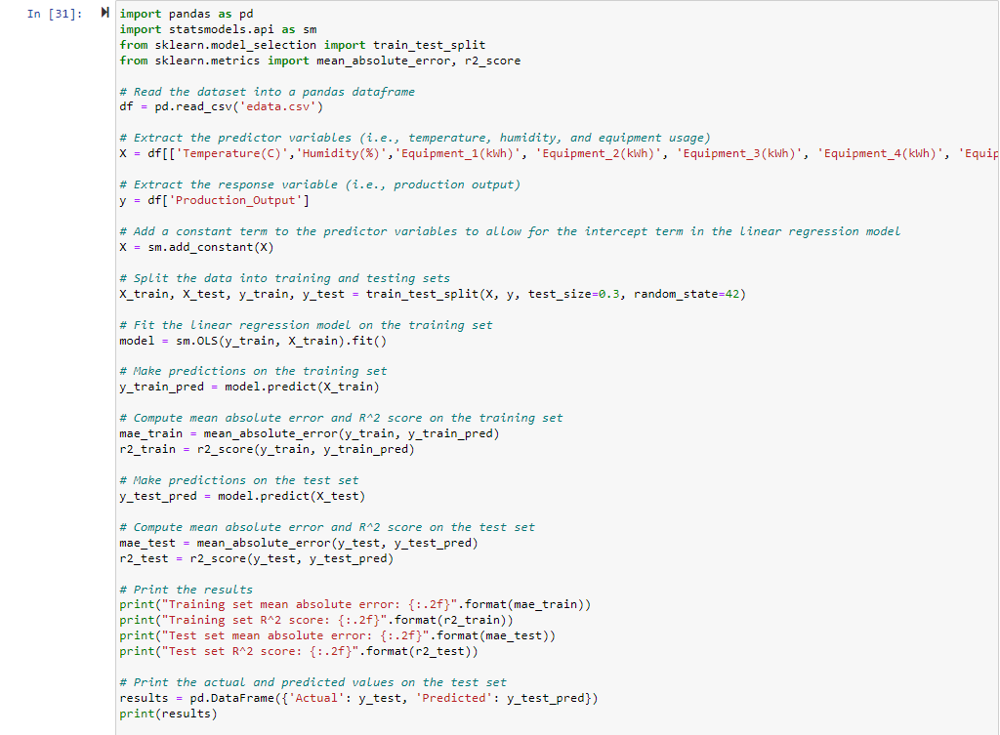 In [31]:
import pandas as pd
import statsmodels.api as sm
from sklearn.model_selection import train_test_split
from sklearn.metrics import mean_absolute_error, r2_score
# Read the dataset into a pandas dataframe
df = pd.read_csv('edata.csv')
# Extract the predictor variables (i.e., temperature, humidity, and equipment usage)
X = df[['Temperature(C)','Humidity(%)','Equipment_1(kWh)', 'Equipment_2(kWh)', 'Equipment_3(kWh)', 'Equipment_4(kWh)', 'Equip
# Extract the response variable (i.e., production output)
y = df['Production_Output']
# Add a constant term to the predictor variables to allow for the intercept term in the linear regression model
X = sm.add_constant(X)
# Split the data into training and testing sets
X_train, X_test, y_train, y_test = train_test_split(X, y, test_size=0.3, random_state=42)
# Fit the linear regression model on the training set
model = sm.OLS(y_train, X_train).fit()
# Make predictions on the training set
y_train_pred = model.predict(X_train)
# Compute mean absolute error and R^2 score on the training set
mae_train = mean_absolute_error(y_train, y_train_pred)
r2_train = r2_score(y_train, y_train_pred)
# Make predictions on the test set
y_test_pred = model.predict(X_test)
# Compute mean absolute error and R^2 score on the test set
mae_test = mean_absolute_error(y_test, y_test_pred)
r2_test = r2_score(y_test, y_test_pred)
# Print the results
print("Training set mean absolute error: {:.2f}".format(mae_train))
print("Training set R^2 score: {:.2f}".format(r2_train))
print("Test set mean absolute error: {:.2f}".format(mae_test))
print("Test set R^2 score: {:.2f}".format(r2_test))
# Print the actual and predicted values on the test set
results = pd.DataFrame({'Actual': y_test, 'Predicted': y_test_pred})
print(results)